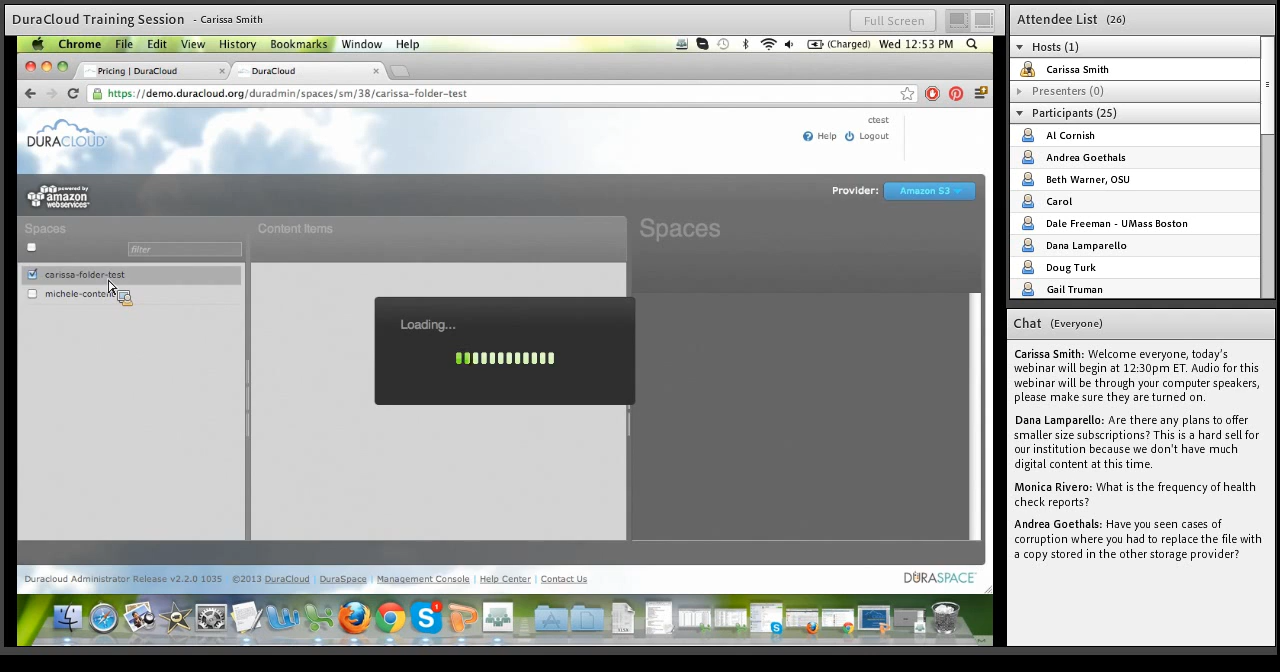 DuraCloud Training Session - Carissa Smith
Full Screen
Chrome File Edit View History Bookmarks Window Help
(Charged) Wed 12:53 PM
Pricing | DuraCloud
DuraCloud
https://demo.duracloud.org/duradmin/spaces/sm/38/carissa-folder-test
DURACLOUD
ctest
Help Logout
powered by
amazon
webservices
Provider: Amazon S3
Spaces
filter
carissa-folder-test
Content Items
Spaces
Loading...
Duracloud Administrator Release v2.2.0 1035 ©2013 DuraCloud | DuraSpace | Management Console | Help Center | Contact Us
DURASPACE
1
XLSX
Attendee List (26)
Hosts (1)
Carissa Smith
Presenters (0)
Participants (25)
Al Cornish
Andrea Goethals
Beth Warner, OSU
Carol
Dale Freeman - UMass Boston
Dana Lamparello
Doug Turk
Gail Truman
Chat (Everyone)
Carissa Smith: Welcome everyone, today's
webinar will begin at 12:30pm ET. Audio for this
webinar will be through your computer speakers,
please make sure they are turned on.
Dana Lamparello: Are there any plans to offer
smaller size subscriptions? This is a hard sell for
our institution because we don't have much
digital content at this time.
Monica Rivero: What is the frequency of health
check reports?
Andrea Goethals: Have you seen cases of
corruption where you had to replace the file with
a copy stored in the other storage provider?